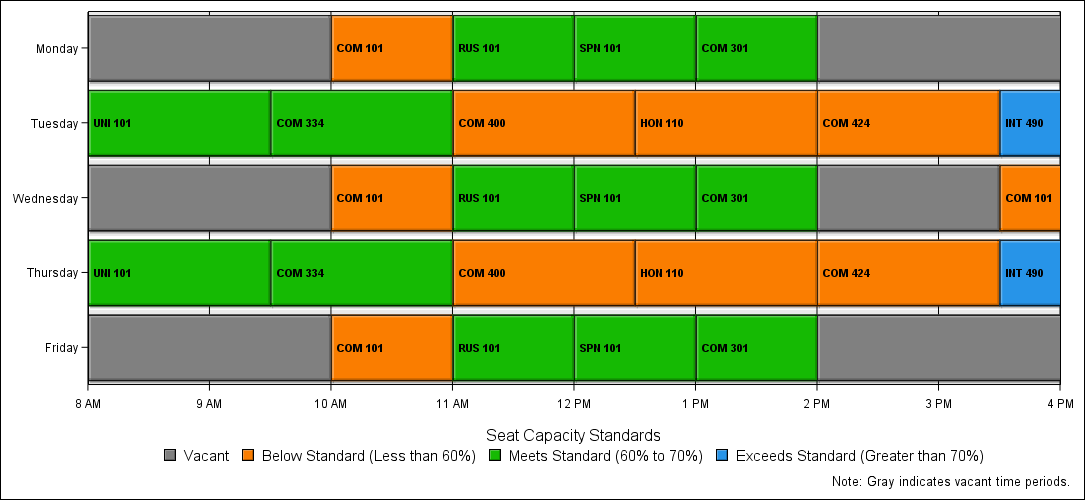 Monday COM 101 RUS 101 SPN 101 COM 301
Tuesday UNI 101 COM 334 COM 400 HON 110 COM 424 INT 490
Wednesday COM 101 RUS 101 SPN 101 COM 301 COM 101
Thursday UNI 101 COM 334 COM 400 HON 110 COM 424 INT 490
Friday COM 101 RUS 101 SPN 101 COM 301
8 AM 9 AM 10 AM 11 AM 12 PM 1 PM 2 PM 3 PM 4 PM
Seat Capacity Standards
Vacant Below Standard (Less than 60%) Meets Standard (60% to 70%) Exceeds Standard (Greater than 70%)
Note: Gray indicates vacant time periods.